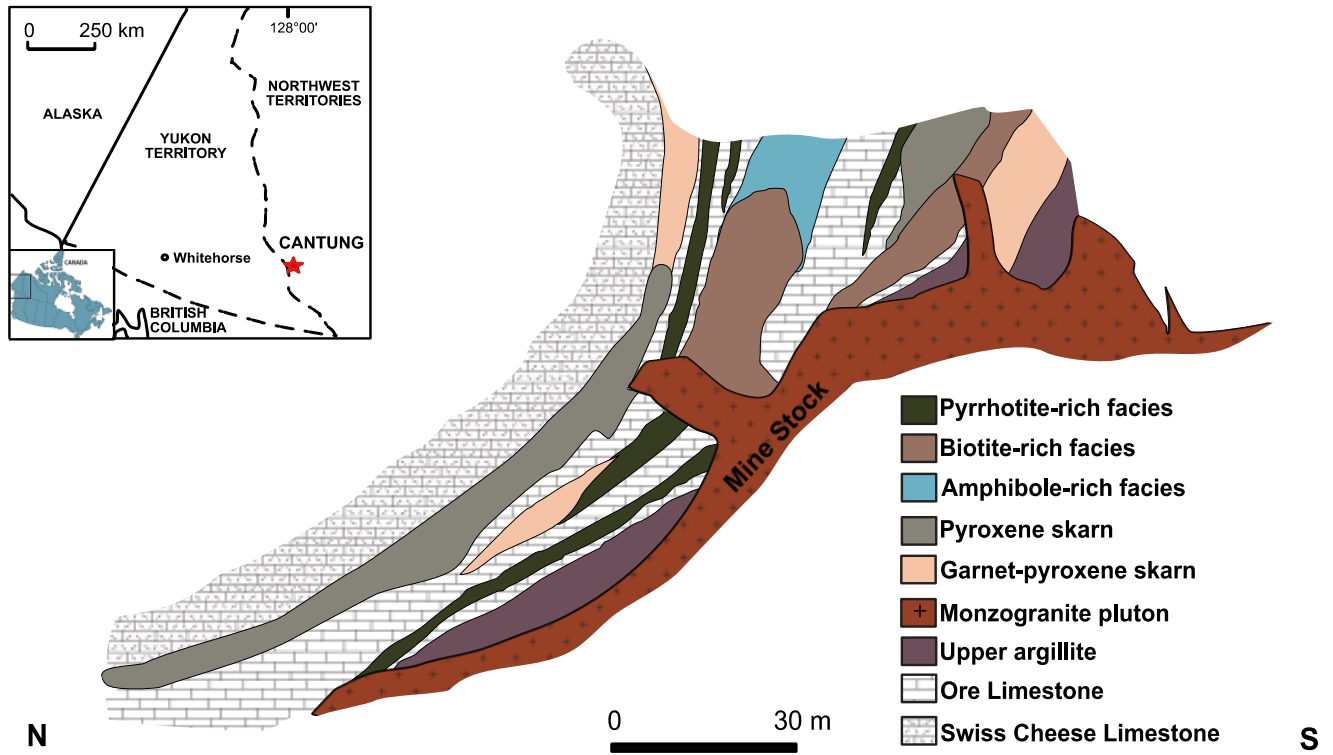 0 250 km
128°00'
NORTHWEST
TERRITORIES
ALASKA
YUKON
TERRITORY
CANTUNG
Whitehorse
CANADA
BRITISH
COLUMBIA
Mine Stock
Pyrrhotite-rich facies
Biotite-rich facies
Amphibole-rich facies
Pyroxene skarn
Garnet-pyroxene skarn
+ Monzogranite pluton
Upper argillite
Ore Limestone
Swiss Cheese Limestone
N
0 30 m
S